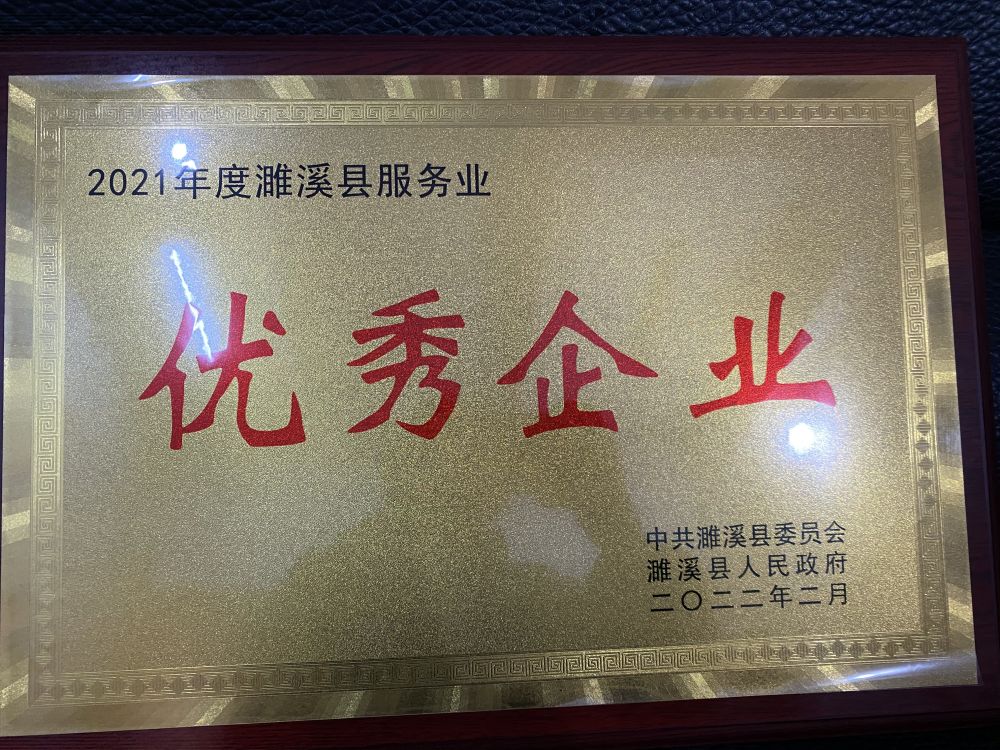 2021年度濉溪县服务业
优秀企业
中共濉溪县委员会
濉溪县人民政府
二〇二二年二月